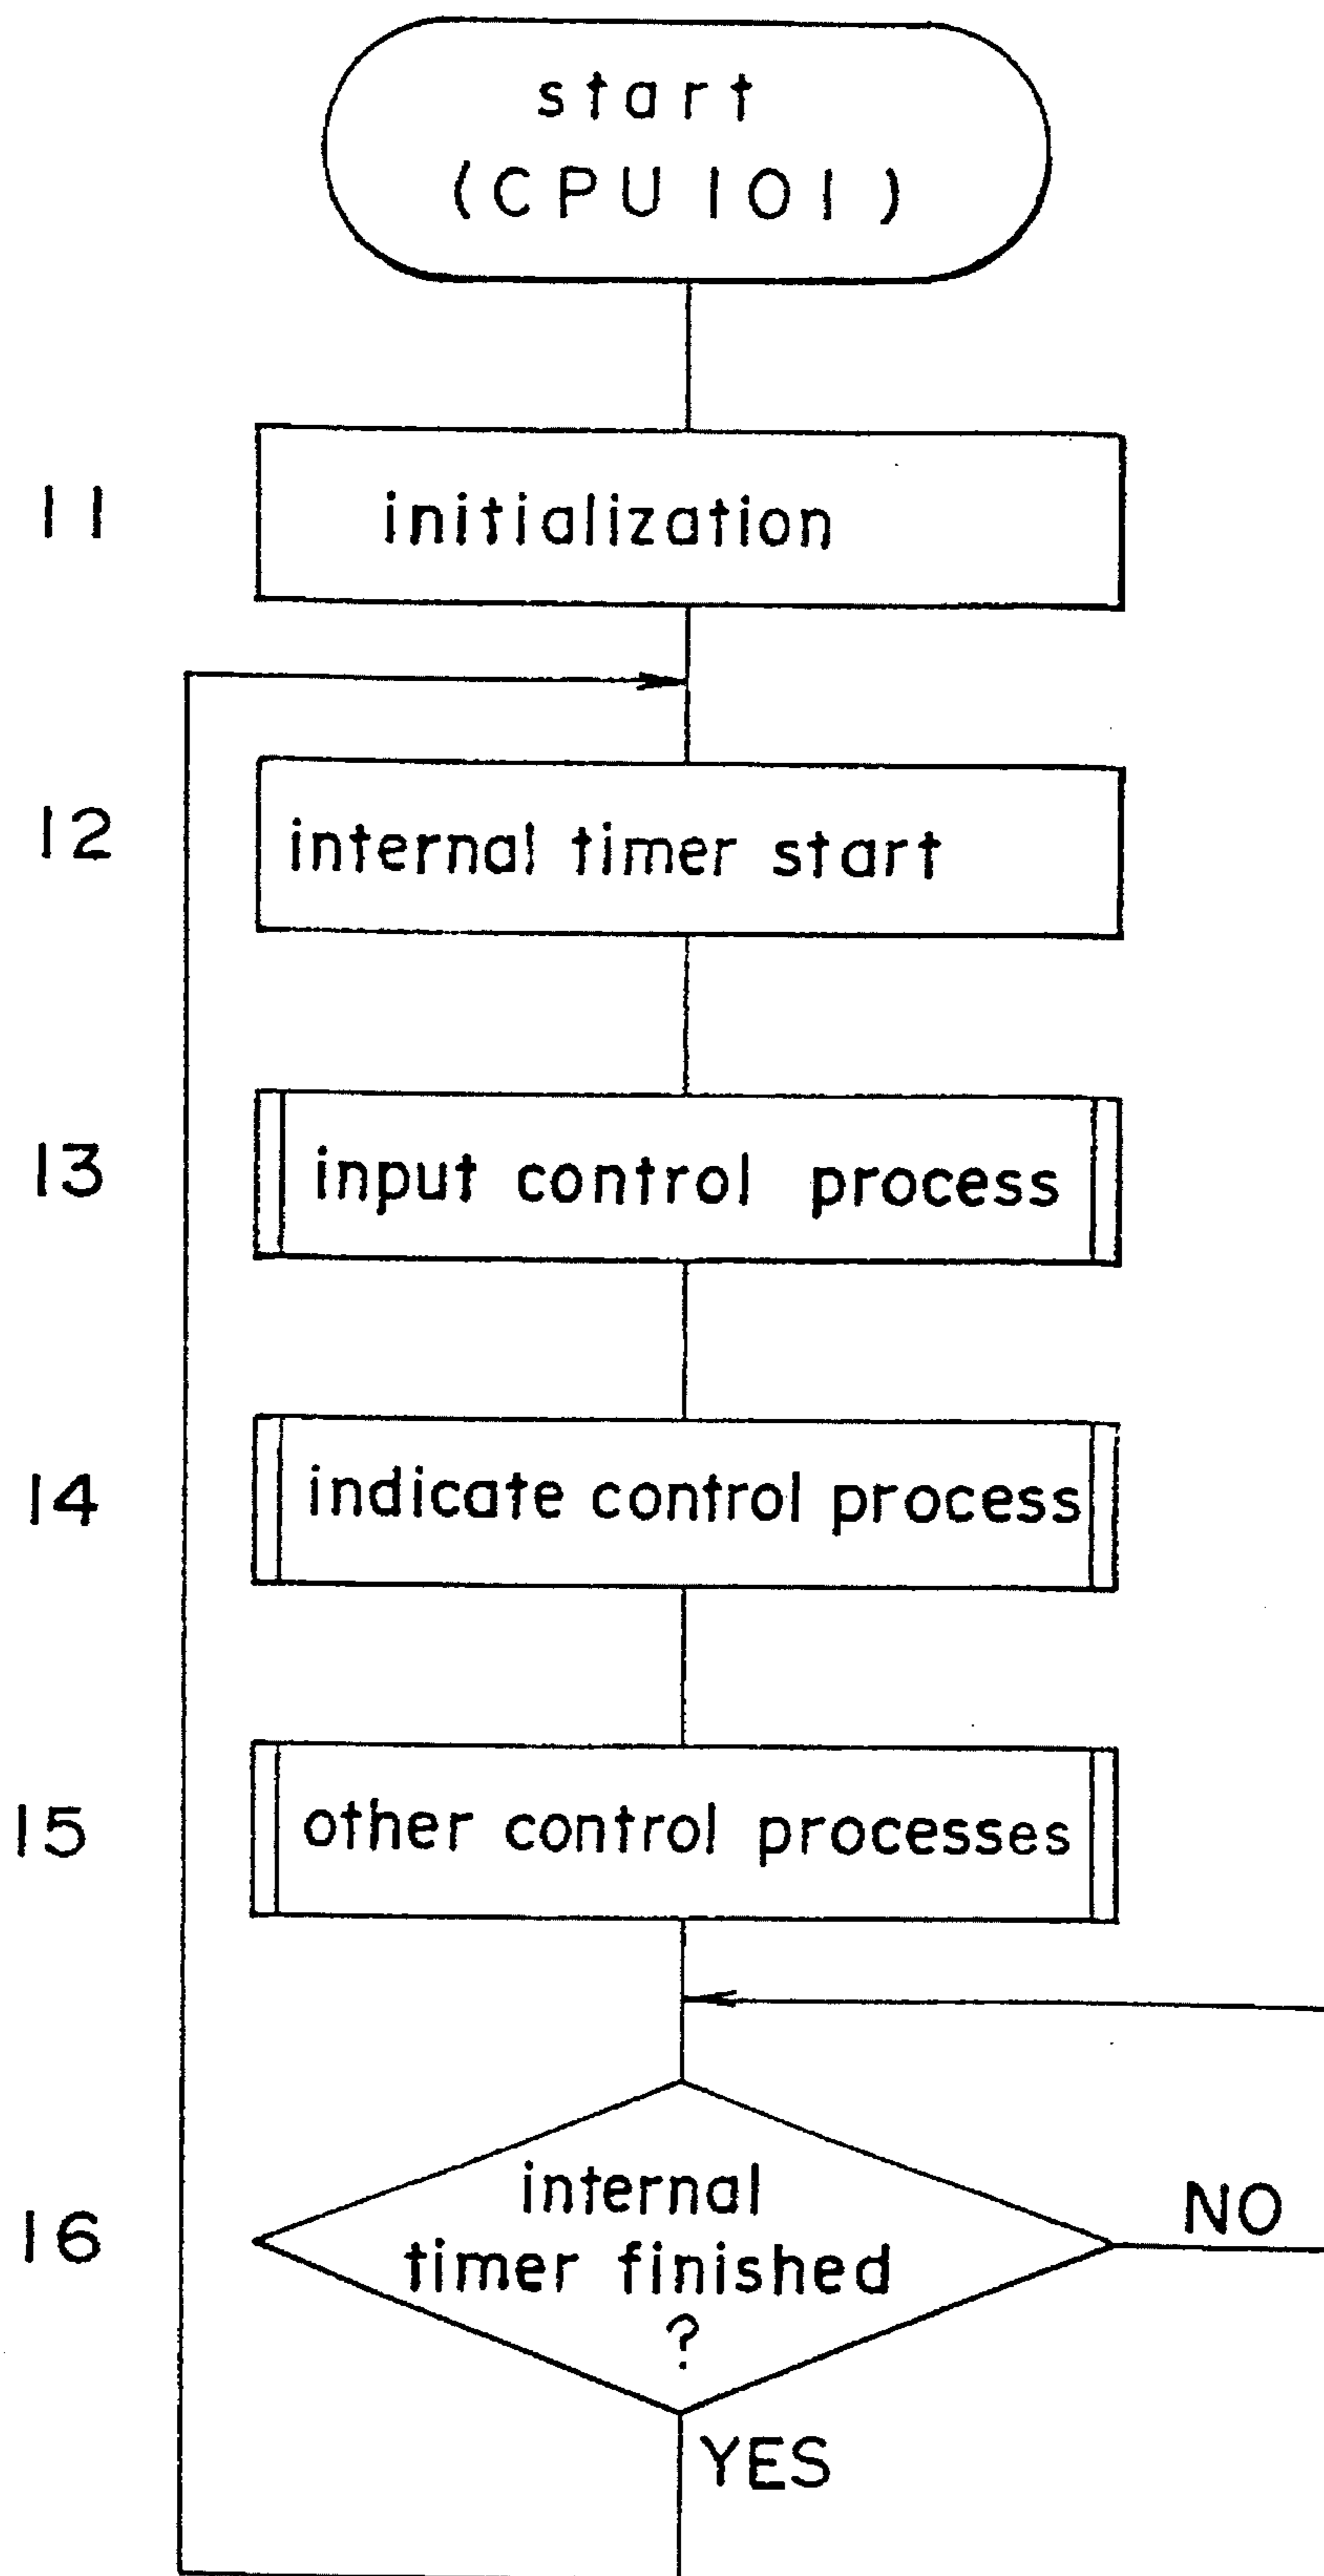 start
(CPU 101)
11
initialization
12
internal timer start
13
input control process
14
indicate control process
15
other control processes
16
internal
timer finished
?
NO
YES